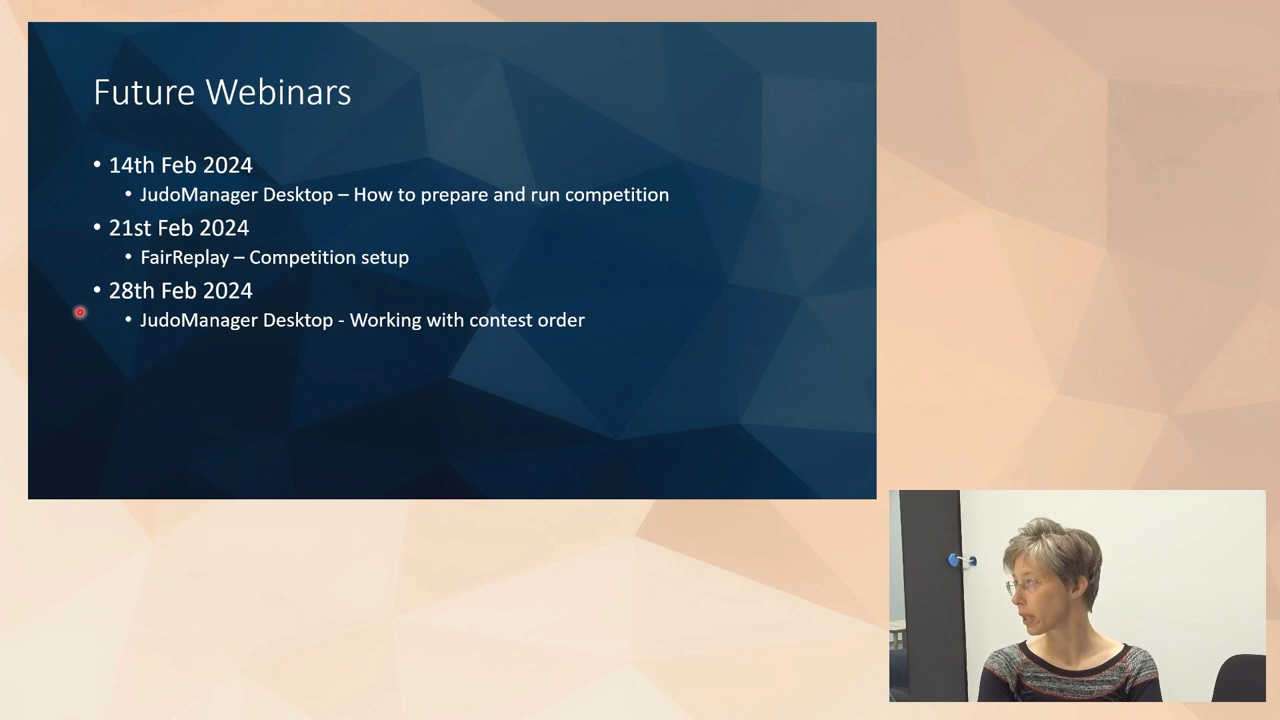 Future Webinars
• 14th Feb 2024
• JudoManager Desktop – How to prepare and run competition
• 21st Feb 2024
• FairReplay – Competition setup
• 28th Feb 2024
• JudoManager Desktop - Working with contest order